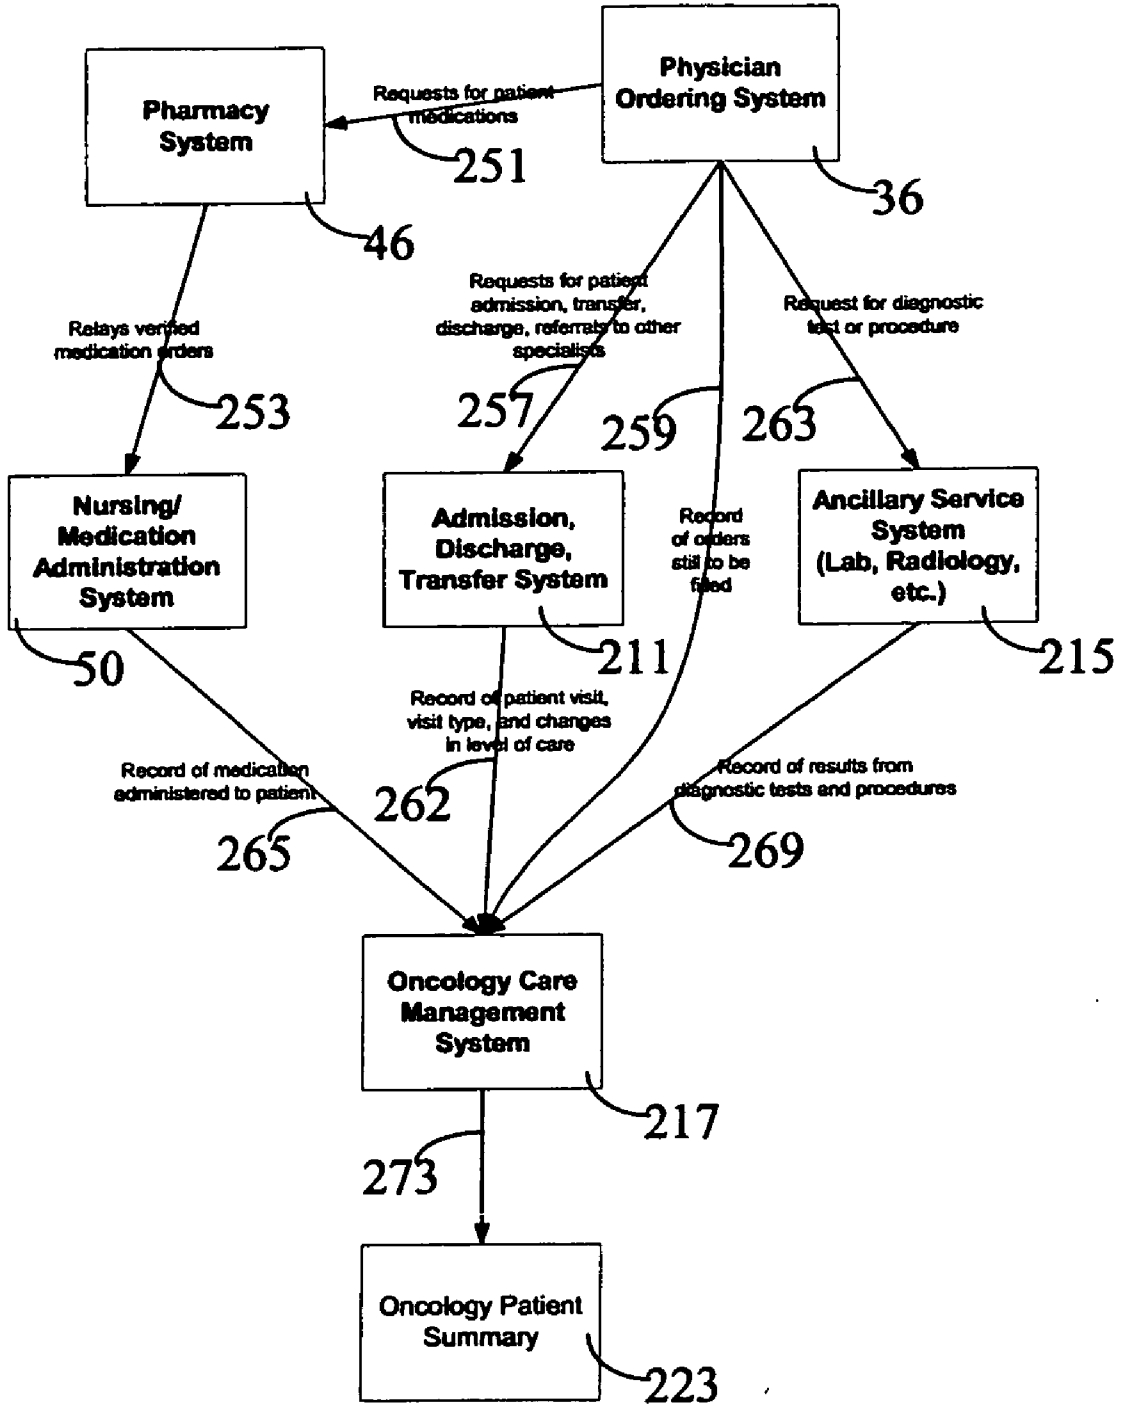 Physician
Ordering System
36
Pharmacy
System
46
Requests for patient
medications
251
Relays verified
medication orders
253
Requests for patient
admission, transfer,
discharge, referrals to other
specialists
257
259
Request for diagnostic
test or procedure
263
Nursing/
Medication
Administration
System
50
Admission,
Discharge,
Transfer System
211
Record
of orders
still to be
filled
Ancillary Service
System
(Lab, Radiology,
etc.)
215
Record of medication
administered to patient
265
Record of patient visit,
visit type, and changes
in level of care
262
Record of results from
diagnostic tests and procedures
269
Oncology Care
Management
System
217
273
Oncology Patient
Summary
223